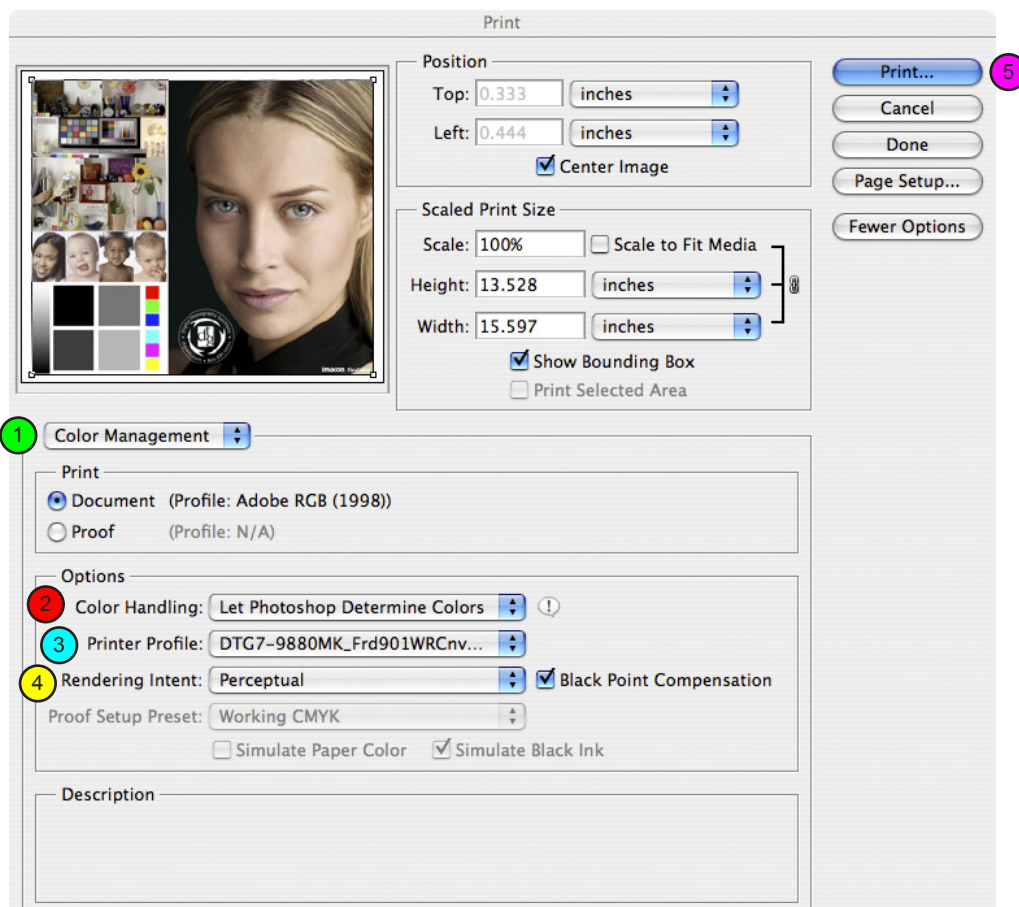 Print
Position
Top: 0.333 inches
Left: 0.444 inches
Center Image
Print...
5
Cancel
Done
Page Setup...
Fewer Options
Scaled Print Size
Scale: 100% Scale to Fit Media
Height: 13.528 inches
Width: 15.597 inches
Show Bounding Box
Print Selected Area
imacon
1
Color Management
Print
Document (Profile: Adobe RGB (1998))
Proof (Profile: N/A)
Options
2
Color Handling: Let Photoshop Determine Colors
3
Printer Profile: DTG7-9880MK_Frd901WRCnv...
4
Rendering Intent: Perceptual Black Point Compensation
Proof Setup Preset: Working CMYK
Simulate Paper Color Simulate Black Ink
Description